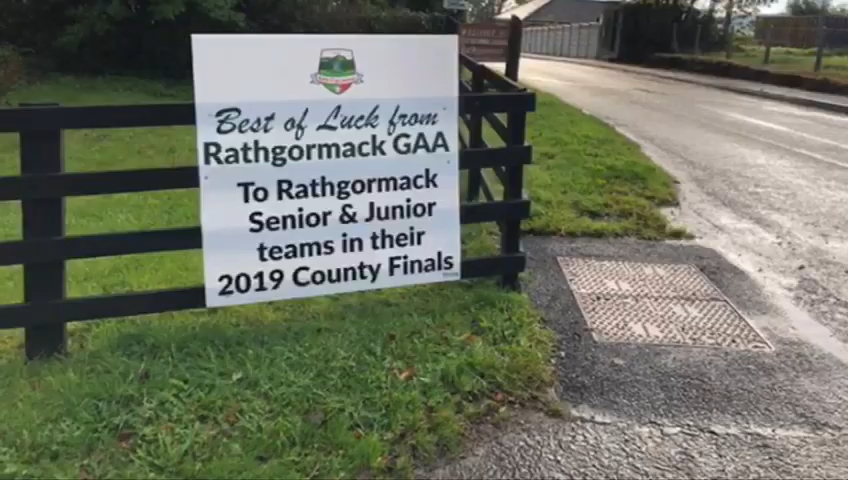 Best of Luck from
Rathgormack GAA
To Rathgormack
Senior & Junior
teams in their
2019 County Finals